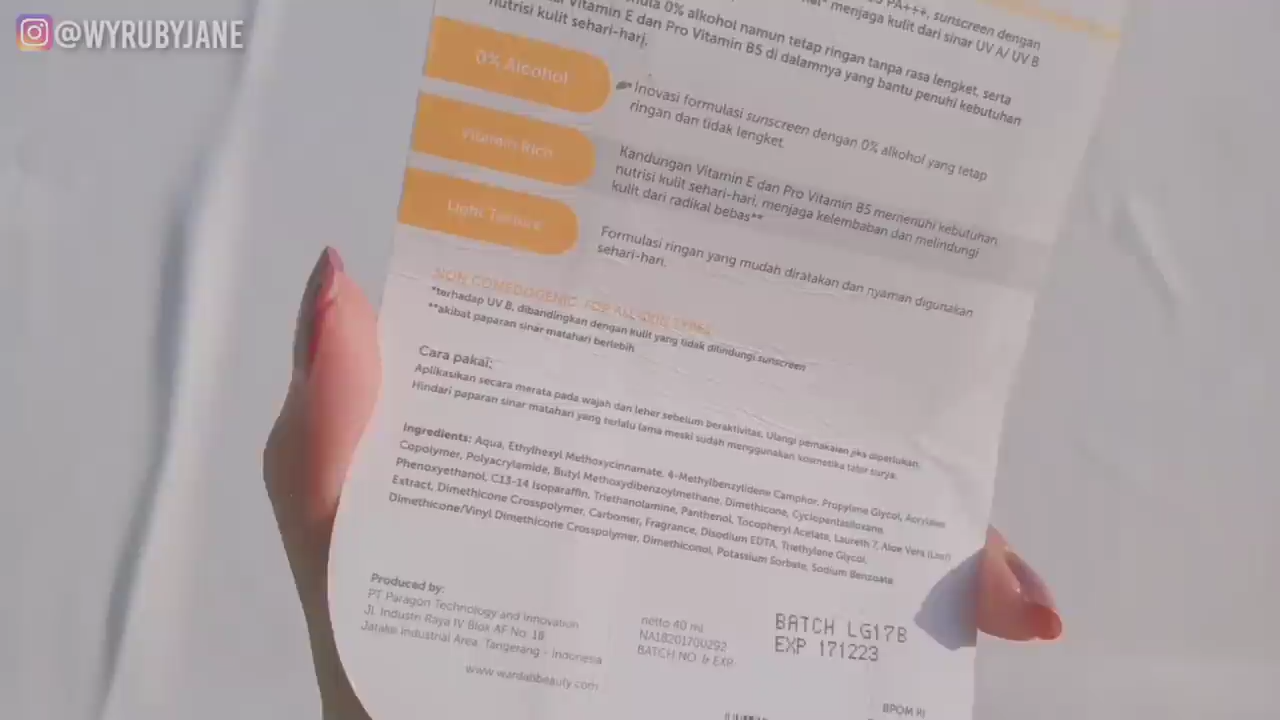 @WYRUBYJANE
PA+++, sunscreen dengan
menjaga kulit dari sinar UV A/ UV B
0% alkohol namun tetap ringan tanpa rasa lengket, serta
Vitamin E dan Pro Vitamin B5 di dalamnya yang bantu penuhi kebutuhan
nutrisi kulit sehari-hari.
0% Alcohol
Inovasi formulasi sunscreen dengan 0% alkohol yang tetap
ringan dan tidak lengket.
Vitamin Rich
Kandungan Vitamin E dan Pro Vitamin B5 memenuhi kebutuhan
nutrisi kulit sehari-hari, menjaga kelembaban dan melindungi
kulit dari radikal bebas**
Light Texture
Formulasi ringan yang mudah diratakan dan nyaman digunakan
sehari-hari.
NON COMEDOGENIC. FOR ALL SKIN TYPES.
*terhadap UV B, dibandingkan dengan kulit yang tidak dilindungi sunscreen
**akibat paparan sinar matahari berlebih
Cara pakai:
Aplikasikan secara merata pada wajah dan leher sebelum beraktivitas. Ulangi pemakaian jika diperlukan.
Hindari paparan sinar matahari yang terlalu lama meski sudah menggunakan kosmetika tabir surya.
Ingredients: Aqua, Ethylhexyl Methoxycinnamate, 4-Methylbenzylidene Camphor, Propylene Glycol, Acrylates
Copolymer, Polyacrylamide, Butyl Methoxydibenzoylmethane, Dimethicone, Cyclopentasiloxane,
Phenoxyethanol, C13-14 Isoparaffin, Triethanolamine, Panthenol, Tocopheryl Acetate, Laureth 7, Aloe Vera (Leaf)
Extract, Dimethicone Crosspolymer, Carbomer, Fragrance, Disodium EDTA, Triethylene Glycol,
Dimethicone/Vinyl Dimethicone Crosspolymer, Dimethiconol, Potassium Sorbate, Sodium Benzoate
Produced by:
PT Paragon Technology and Innovation
Jl. Industri Raya IV Blok AF No. 18
Jatake Industrial Area, Tangerang - Indonesia
www.wardahbeauty.com
netto 40 ml
NA18201700292
BATCH NO. & EXP.
BATCH LG17B
EXP 171223
BPOM RI